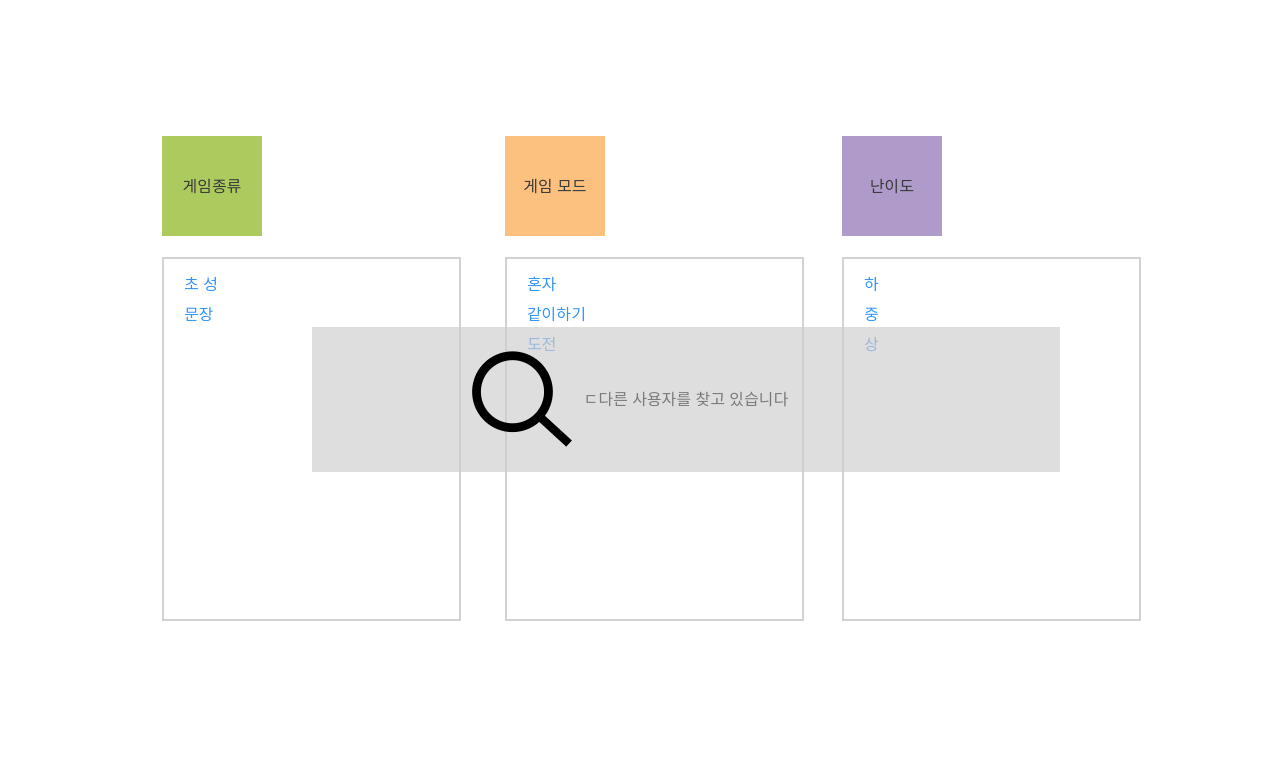 게임종류
게임 모드
난이도
초 성
문장
혼자
같이하기
도전
하
중
상
ㄷ다른 사용자를 찾고 있습니다